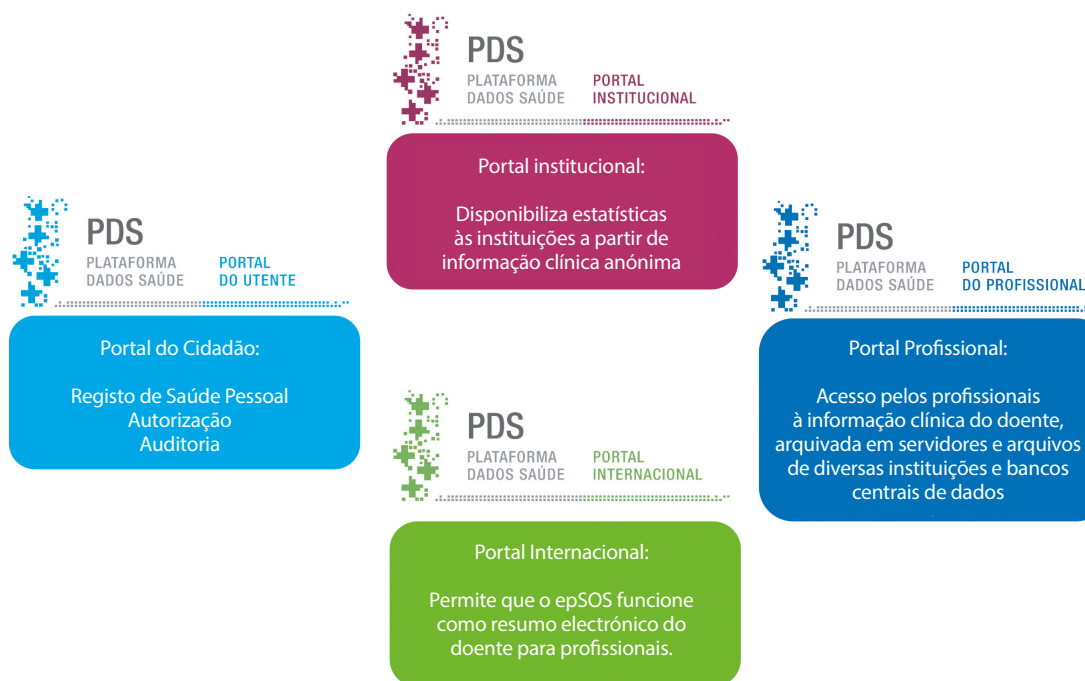 PDS
PLATAFORMA
DADOS SAÚDE
PORTAL
INSTITUCIONAL
Portal institucional:
Disponibiliza estatísticas
às instituições a partir de
informação clínica anónima
PDS
PLATAFORMA
DADOS SAÚDE
PORTAL
DO UTENTE
Portal do Cidadão:
Registo de Saúde Pessoal
Autorização
Auditoria
PDS
PLATAFORMA
DADOS SAÚDE
PORTAL
DO PROFISSIONAL
Portal Profissional:
Acesso pelos profissionais
à informação clínica do doente,
arquivada em servidores e arquivos
de diversas instituições e bancos
centrais de dados
PDS
PLATAFORMA
DADOS SAÚDE
PORTAL
INTERNACIONAL
Portal Internacional:
Permite que o epSOS funcione
como resumo electrónico do
doente para profissionais.